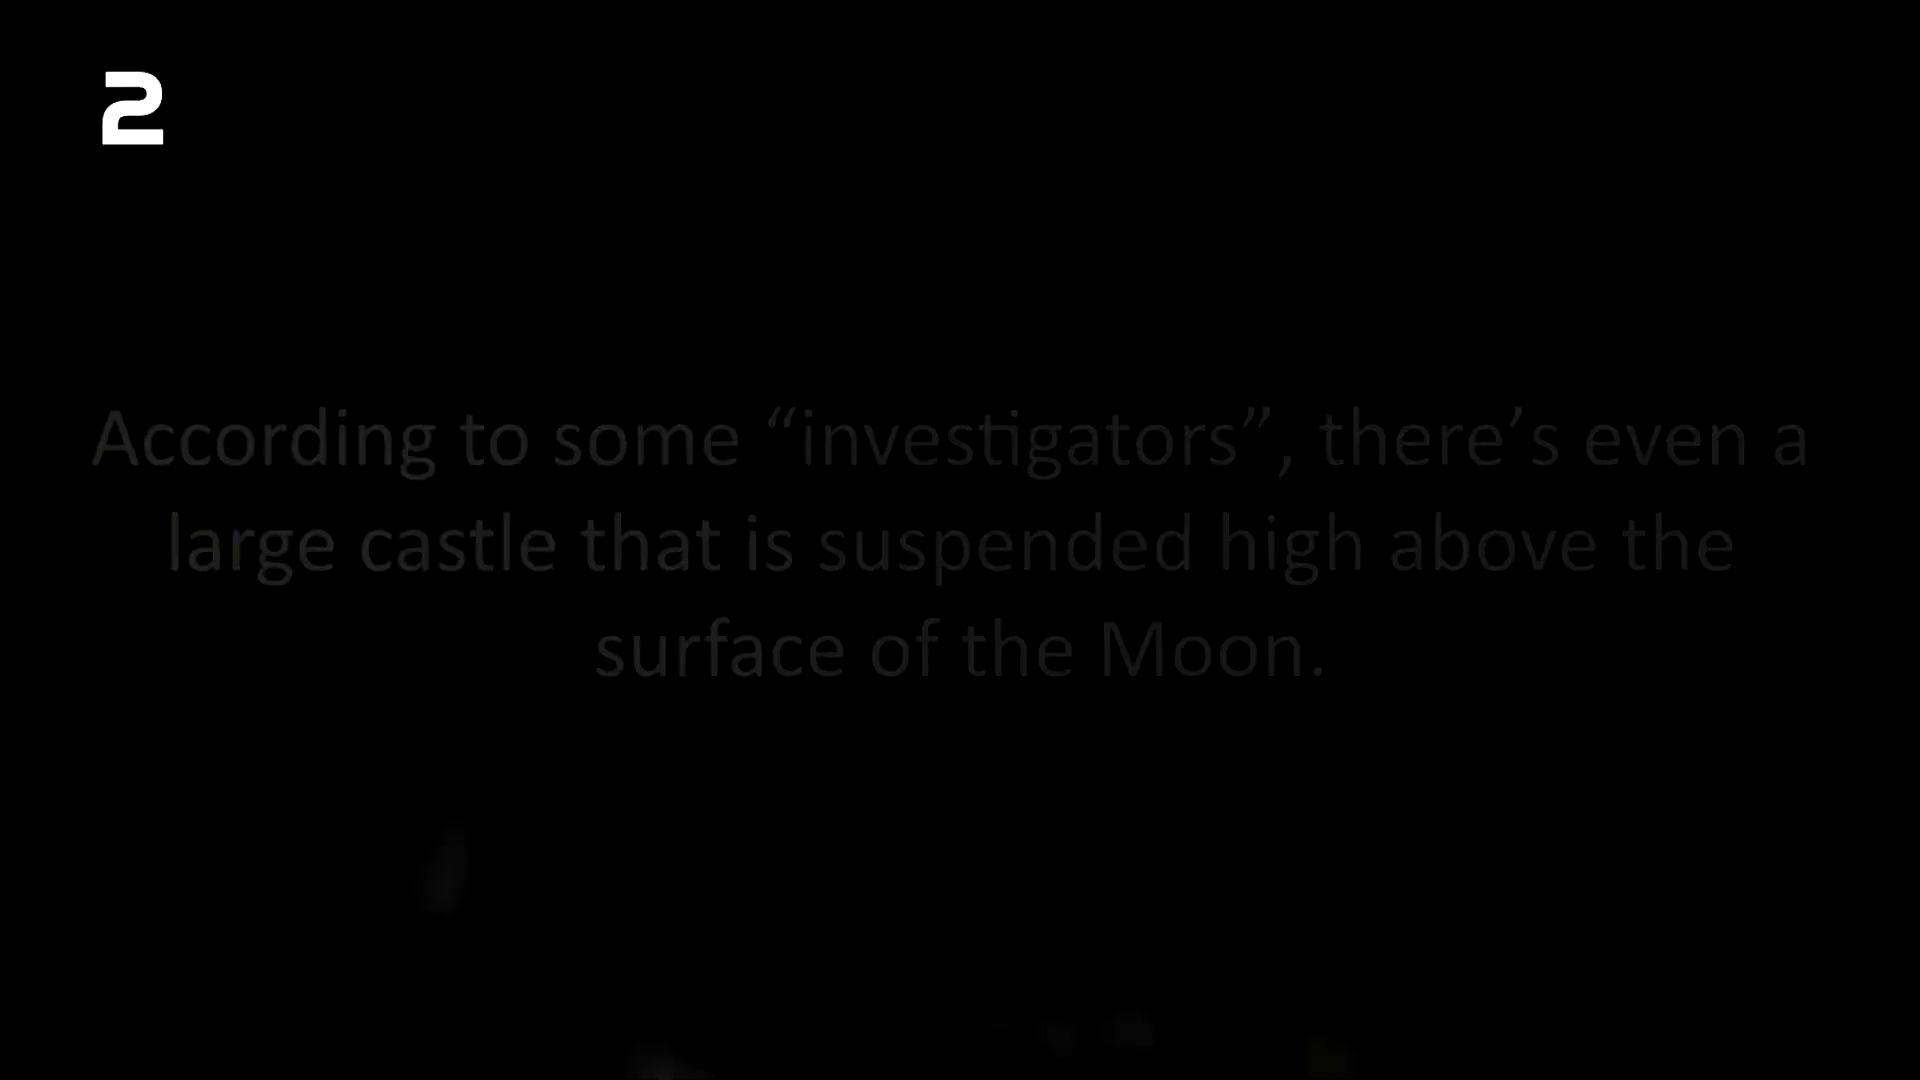 2
According to some “investigators”, there’s even a
large castle that is suspended high above the
surface of the Moon.